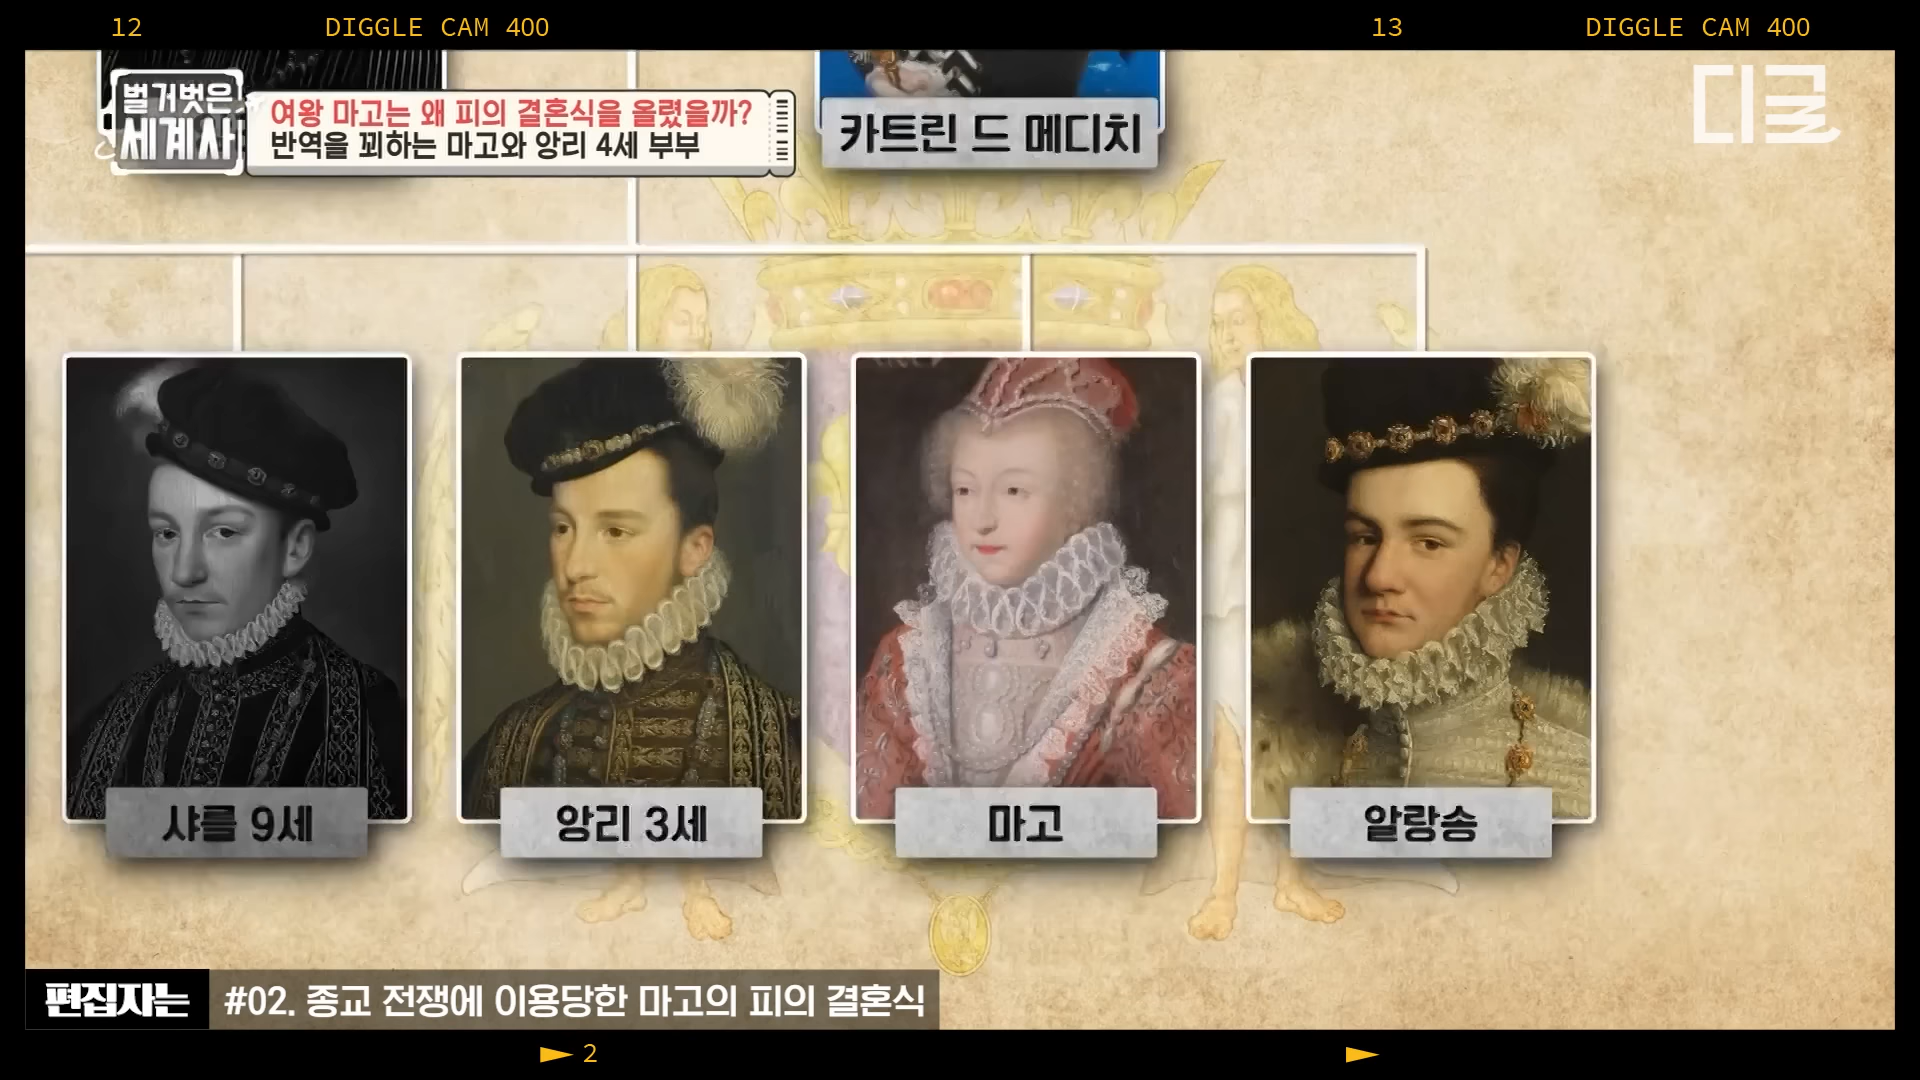 12 DIGGLE CAM 400 13 DIGGLE CAM 400
벌거벗은
세계사
여왕 마고는 왜 피의 결혼식을 올렸을까?
반역을 꾀하는 마고와 앙리 4세 부부
카트린 드 메디치
디글
샤를 9세
앙리 3세
마고
알랑송
편집자는
#02. 종교 전쟁에 이용당한 마고의 피의 결혼식
2